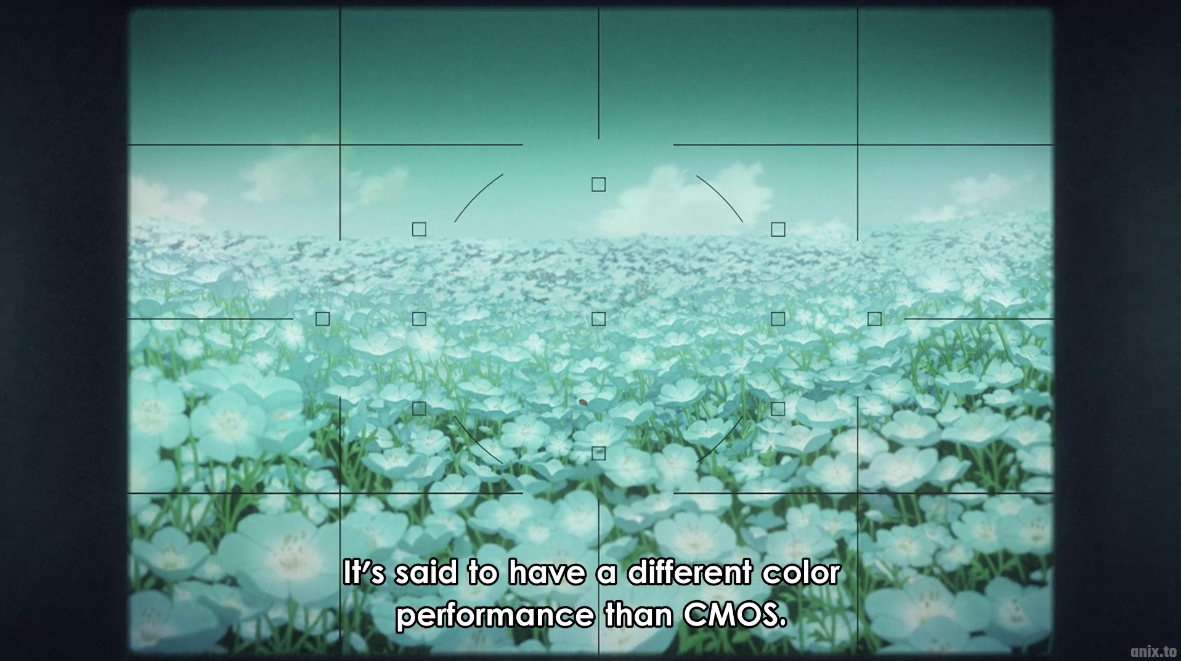 It's said to have a different color
performance than CMOS.
anix.to